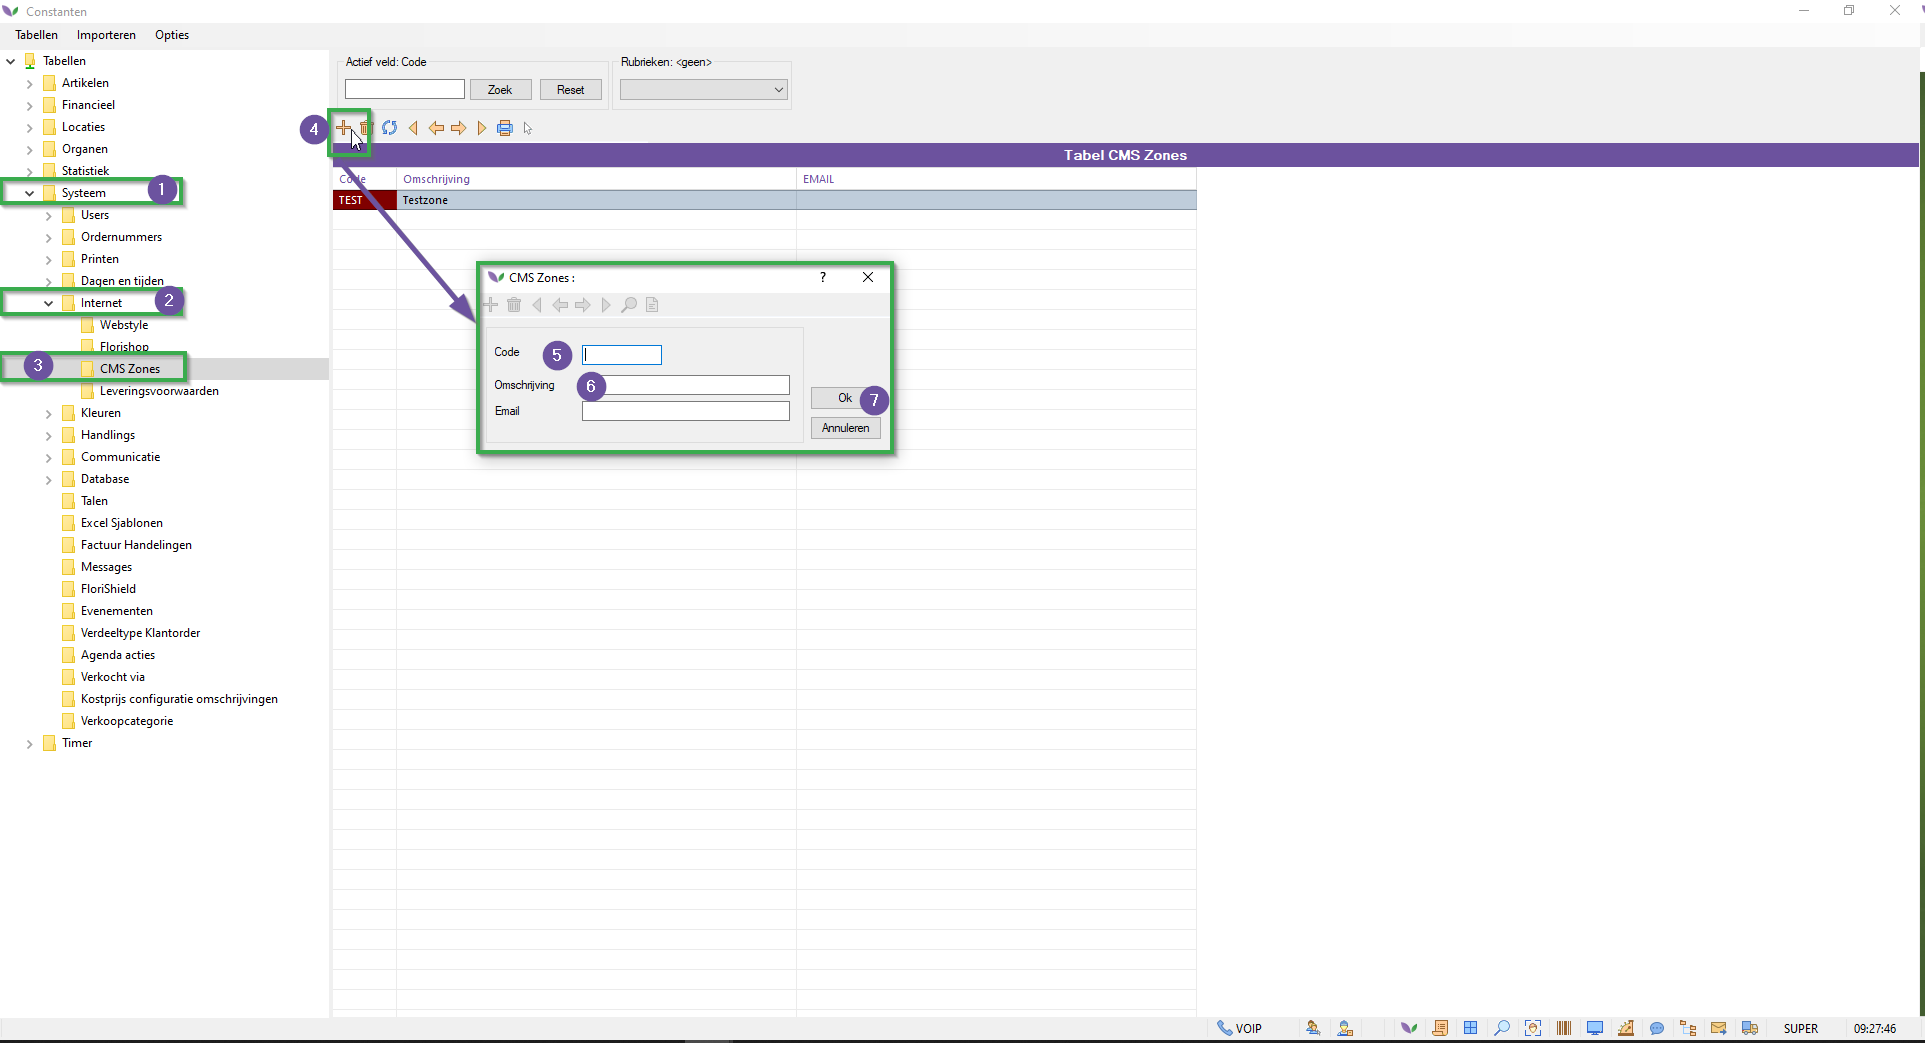 Constanten
Tabellen Importeren Opties
Tabellen
Artikelen
Financieel
Locaties
Organen
Statistiek
Systeem 1
Users
Ordernummers
Printen
Dagen en tijden
Internet 2
Webstyle
Florishop
3 CMS Zones
Leveringsvoorwaarden
Kleuren
Handlings
Communicatie
Database
Talen
Excel Sjablonen
Factuur Handelingen
Messages
FloriShield
Evenementen
Verdeeltype Klantorder
Agenda acties
Verkocht via
Kostprijs configuratie omschrijvingen
Verkoopcategorie
Timer
Actief veld: Code Rubrieken: <geen>
Zoek Reset
4
Tabel CMS Zones
Code Omschrijving EMAIL
TEST Testzone
CMS Zones : ?
Code 5
Omschrijving 6
Email
Ok 7
Annuleren
VOIP SUPER 09:27:46